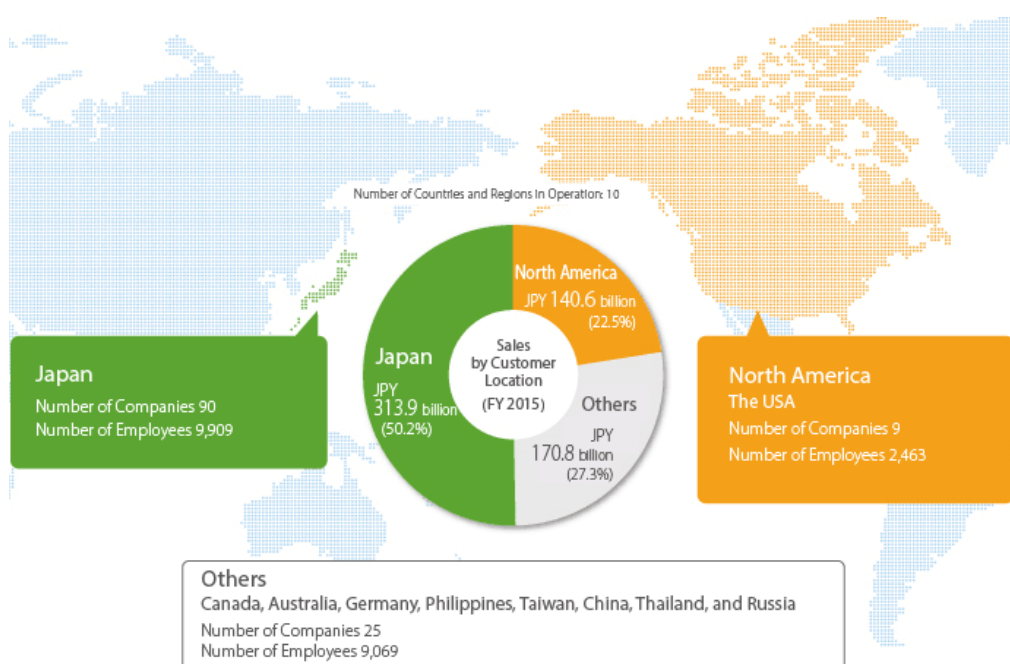 Number of Countries and Regions in Operation: 10
North America
JPY 140.6 billion
(22.5%)
Japan
JPY
313.9 billion
(50.2%)
Sales
by Customer
Location
(FY 2015)
Others
JPY
170.8 billion
(27.3%)
Japan
Number of Companies 90
Number of Employees 9,909
North America
The USA
Number of Companies 9
Number of Employees 2,463
Others
Canada, Australia, Germany, Philippines, Taiwan, China, Thailand, and Russia
Number of Companies 25
Number of Employees 9,069